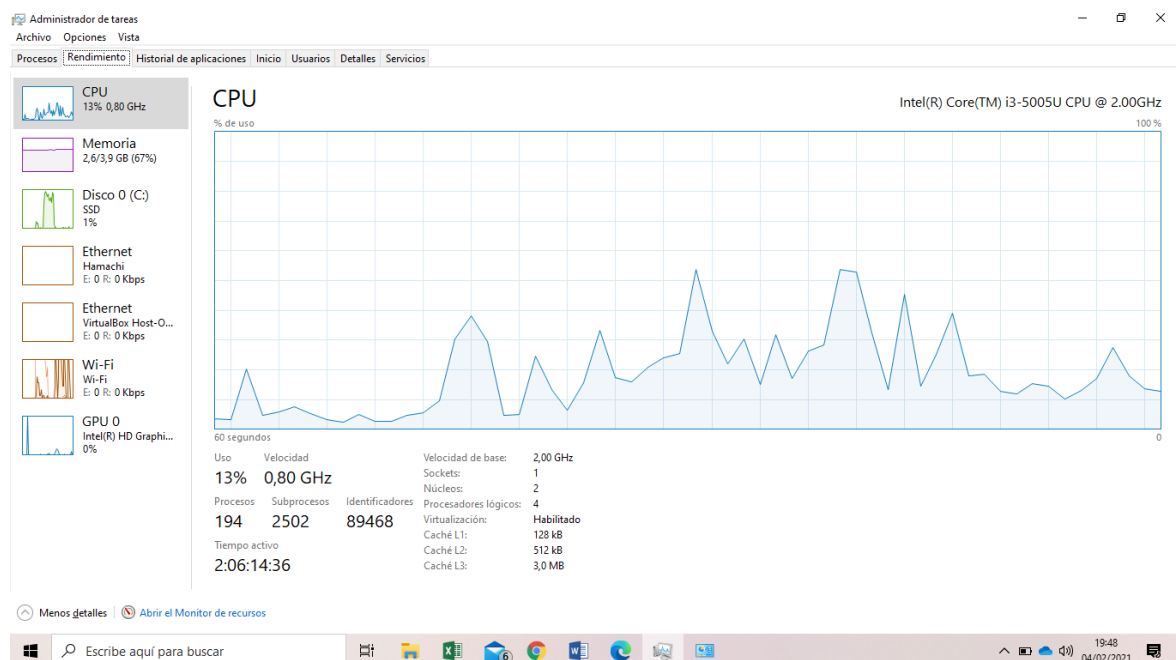 Administrador de tareas
Archivo Opciones Vista
Procesos Rendimiento Historial de aplicaciones Inicio Usuarios Detalles Servicios
CPU
13% 0,80 GHz
Memoria
2,6/3,9 GB (67%)
Disco 0 (C:)
SSD
1%
Ethernet
Hamachi
E: 0 R: 0 Kbps
Ethernet
VirtualBox Host-O...
E: 0 R: 0 Kbps
Wi-Fi
Wi-Fi
E: 0 R: 0 Kbps
GPU 0
Intel(R) HD Graphi...
0%
CPU
Intel(R) Core(TM) i3-5005U CPU @ 2.00GHz
% de uso 100 %
60 segundos 0
Uso Velocidad
13% 0,80 GHz
Procesos Subprocesos Identificadores
194 2502 89468
Tiempo activo
2:06:14:36
Velocidad de base: 2,00 GHz
Sockets: 1
Núcleos: 2
Procesadores lógicos: 4
Virtualización: Habilitado
Caché L1: 128 kB
Caché L2: 512 kB
Caché L3: 3,0 MB
Menos detalles Abrir el Monitor de recursos
Escribe aquí para buscar
6
19:48
04/02/2021